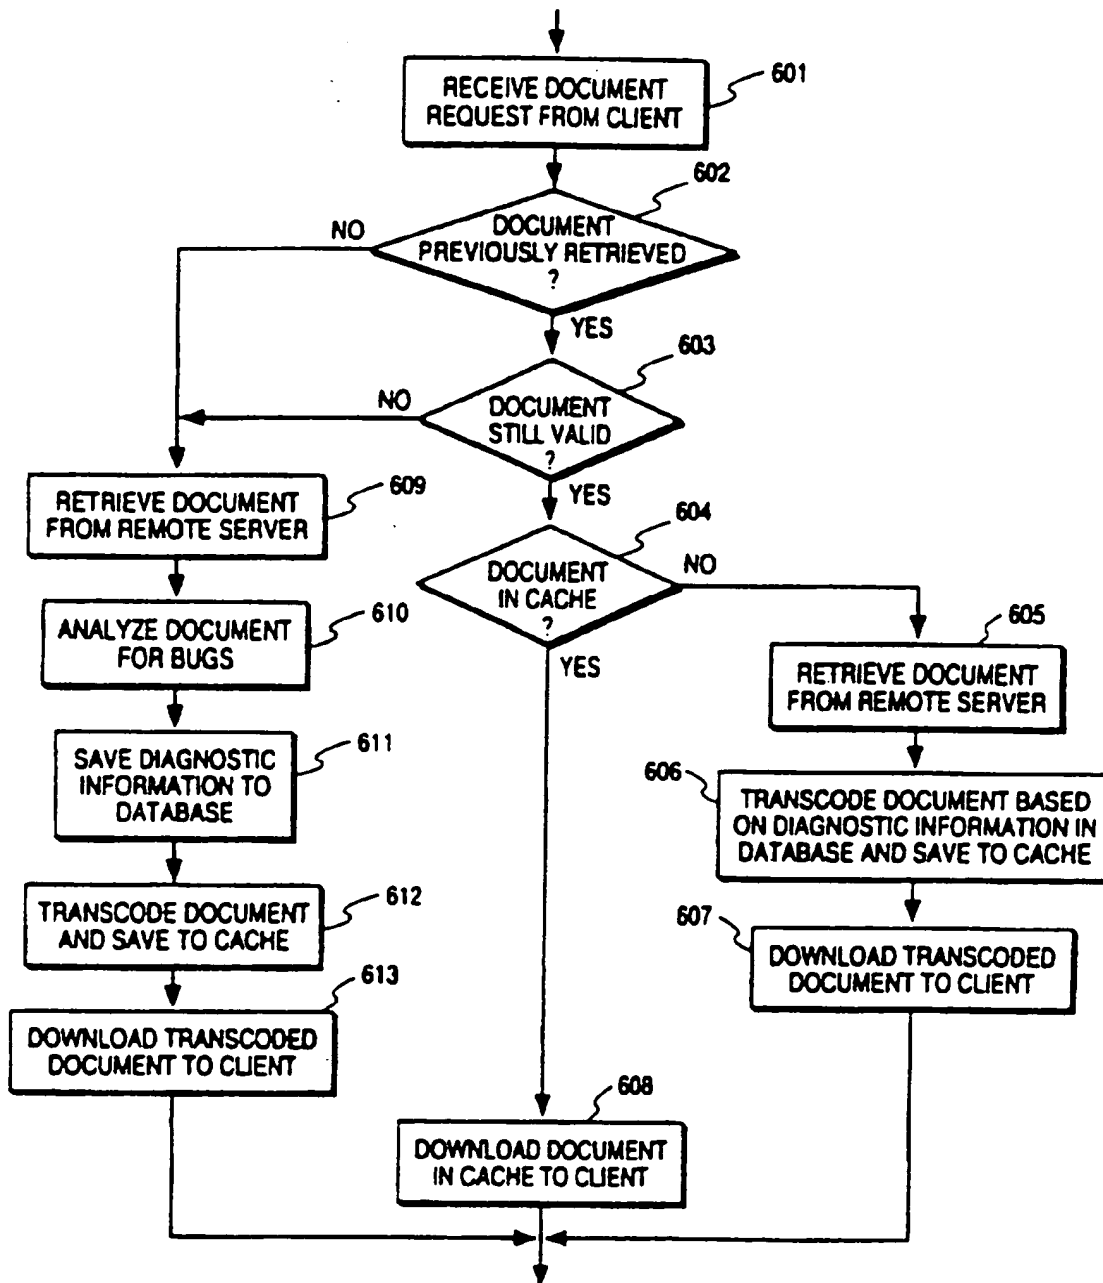 RECEIVE DOCUMENT
REQUEST FROM CLIENT
601
602
NO
DOCUMENT
PREVIOUSLY RETRIEVED
?
YES
603
NO
DOCUMENT
STILL VALID
?
YES
604
DOCUMENT
IN CACHE
?
NO
YES
609
RETRIEVE DOCUMENT
FROM REMOTE SERVER
610
ANALYZE DOCUMENT
FOR BUGS
611
SAVE DIAGNOSTIC
INFORMATION TO
DATABASE
612
TRANSCODE DOCUMENT
AND SAVE TO CACHE
613
DOWNLOAD TRANSCODED
DOCUMENT TO CLIENT
605
RETRIEVE DOCUMENT
FROM REMOTE SERVER
606
TRANSCODE DOCUMENT BASED
ON DIAGNOSTIC INFORMATION IN
DATABASE AND SAVE TO CACHE
607
DOWNLOAD TRANSCODED
DOCUMENT TO CLIENT
608
DOWNLOAD DOCUMENT
IN CACHE TO CLIENT